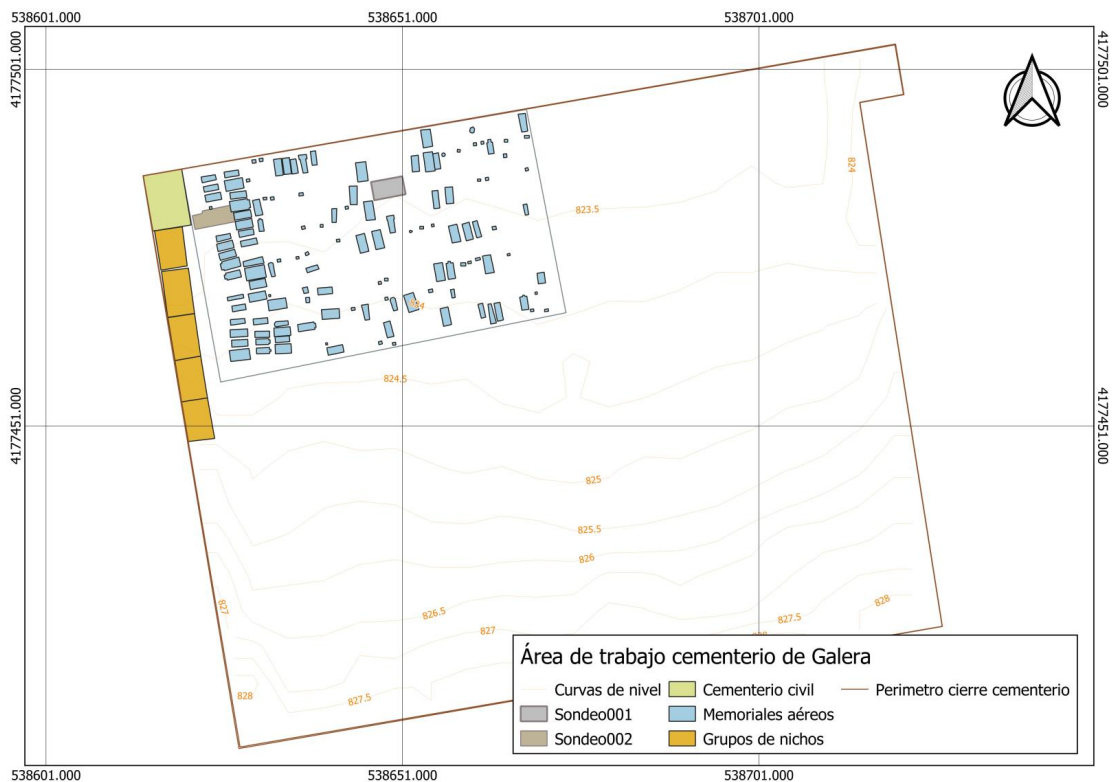 538601.000 538651.000 538701.000
4177501.000 4177501.000
824
823.5
824
824.5
4177451.000 4177451.000
825
825.5
826
827 826.5 828
827 827.5
828 827.5
Área de trabajo cementerio de Galera
Curvas de nivel Cementerio civil Perimetro cierre cementerio
Sondeo001 Memoriales aéreos
Sondeo002 Grupos de nichos
538601.000 538651.000 538701.000